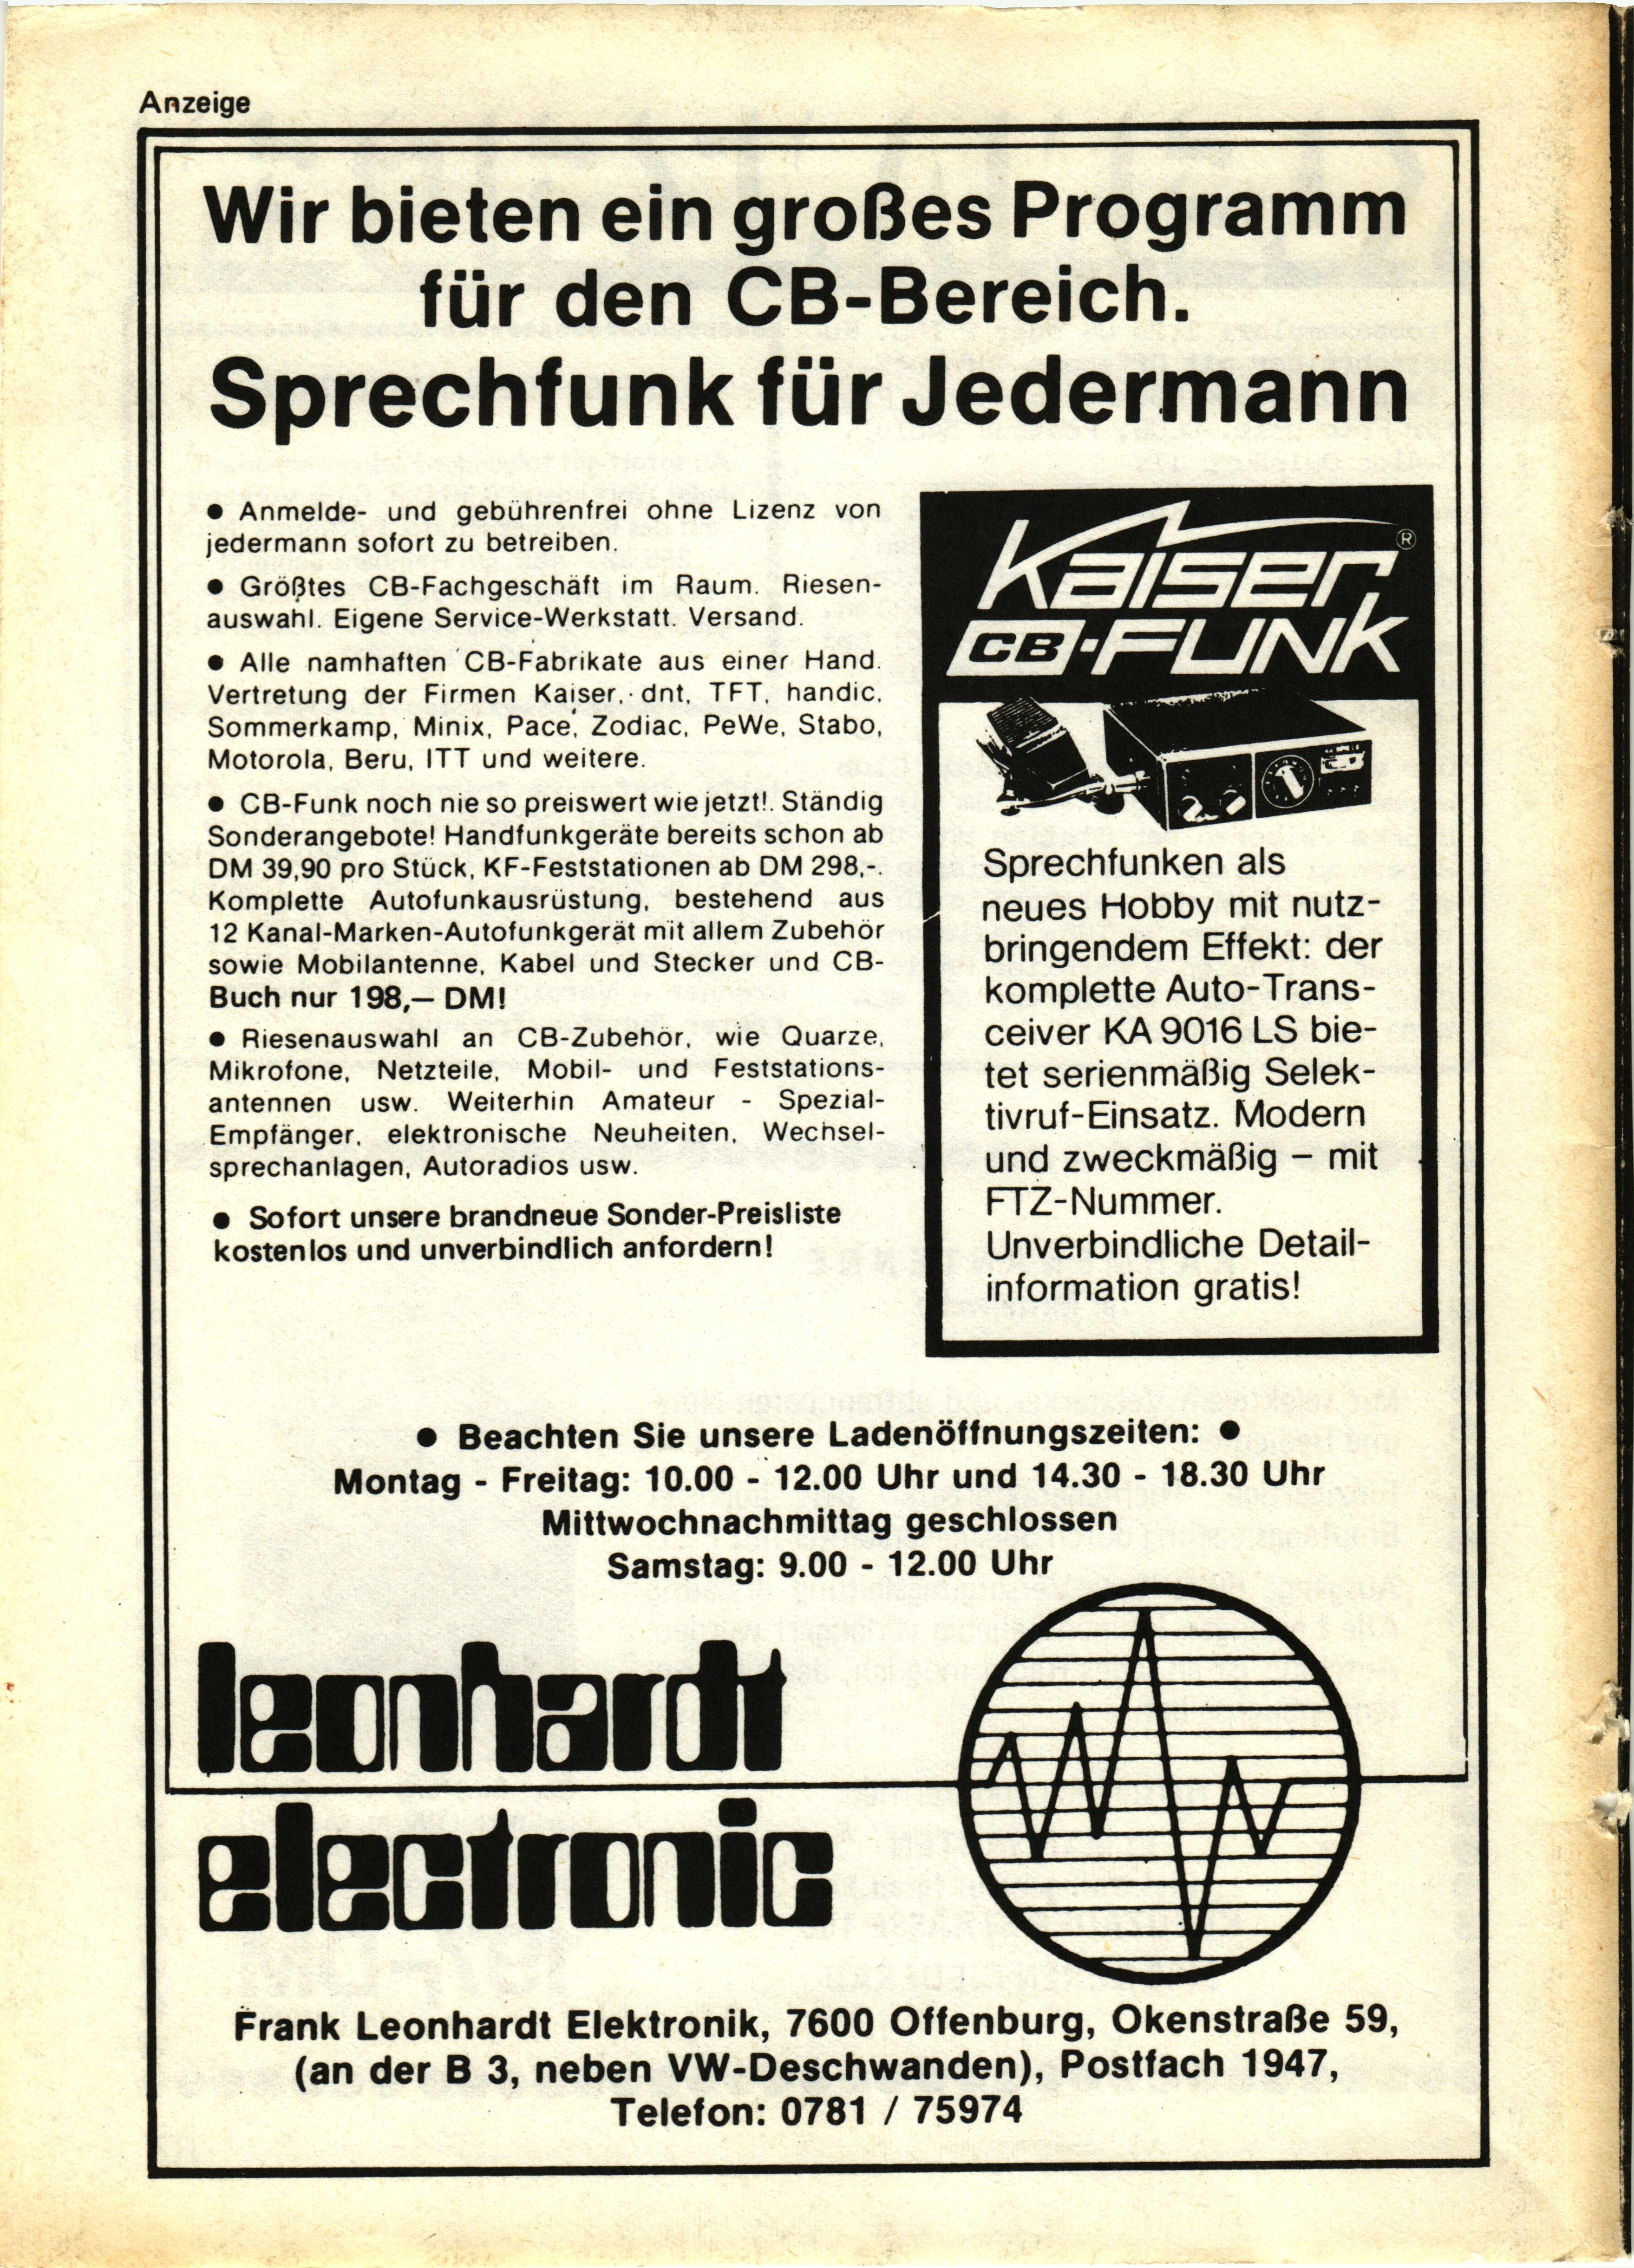 Anzeige
Wir bieten ein großes Programm
für den CB-Bereich.
Sprechfunk für Jedermann
● Anmelde- und gebührenfrei ohne Lizenz von
jedermann sofort zu betreiben.
● Größtes CB-Fachgeschäft im Raum. Riesen-
auswahl. Eigene Service-Werkstatt. Versand.
● Alle namhaften CB-Fabrikate aus einer Hand.
Vertretung der Firmen Kaiser, dnt, TFT, handic,
Sommerkamp, Minix, Pace, Zodiac, PeWe, Stabo,
Motorola, Beru, ITT und weitere.
● CB-Funk noch nie so preiswert wie jetzt!. Ständig
Sonderangebote! Handfunkgeräte bereits schon ab
DM 39,90 pro Stück, KF-Feststationen ab DM 298,-.
Komplette Autofunkausrüstung, bestehend aus
12 Kanal-Marken-Autofunkgerät mit allem Zubehör
sowie Mobilantenne, Kabel und Stecker und CB-
Buch nur 198,— DM!
● Riesenauswahl an CB-Zubehör, wie Quarze,
Mikrofone, Netzteile, Mobil- und Feststations-
antennen usw. Weiterhin Amateur - Spezial-
Empfänger, elektronische Neuheiten, Wechsel-
sprechanlagen, Autoradios usw.
● Sofort unsere brandneue Sonder-Preisliste
kostenlos und unverbindlich anfordern!
Kaiser ®
CB-FUNK
Sprechfunken als
neues Hobby mit nutz-
bringendem Effekt: der
komplette Auto-Trans-
ceiver KA 9016 LS bie-
tet serienmäßig Selek-
tivruf-Einsatz. Modern
und zweckmäßig – mit
FTZ-Nummer.
Unverbindliche Detail-
information gratis!
● Beachten Sie unsere Ladenöffnungszeiten: ●
Montag - Freitag: 10.00 - 12.00 Uhr und 14.30 - 18.30 Uhr
Mittwochnachmittag geschlossen
Samstag: 9.00 - 12.00 Uhr
leonhardt
electronic
Frank Leonhardt Elektronik, 7600 Offenburg, Okenstraße 59,
(an der B 3, neben VW-Deschwanden), Postfach 1947,
Telefon: 0781 / 75974